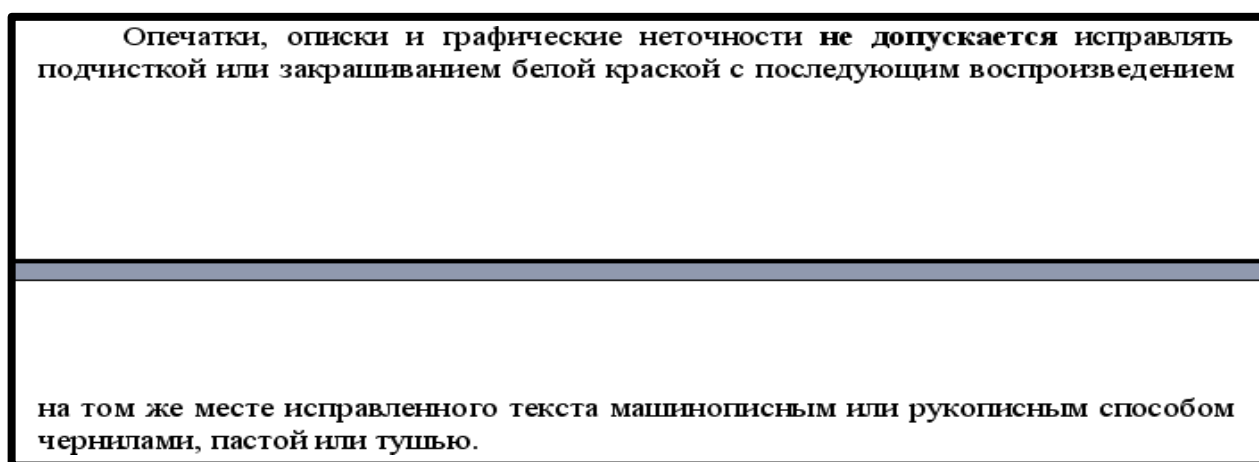 Опечатки, описки и графические неточности не допускается исправлять
подчисткой или закрашиванием белой краской с последующим воспроизведением
на том же месте исправленного текста машинописным или рукописным способом
чернилами, пастой или тушью.